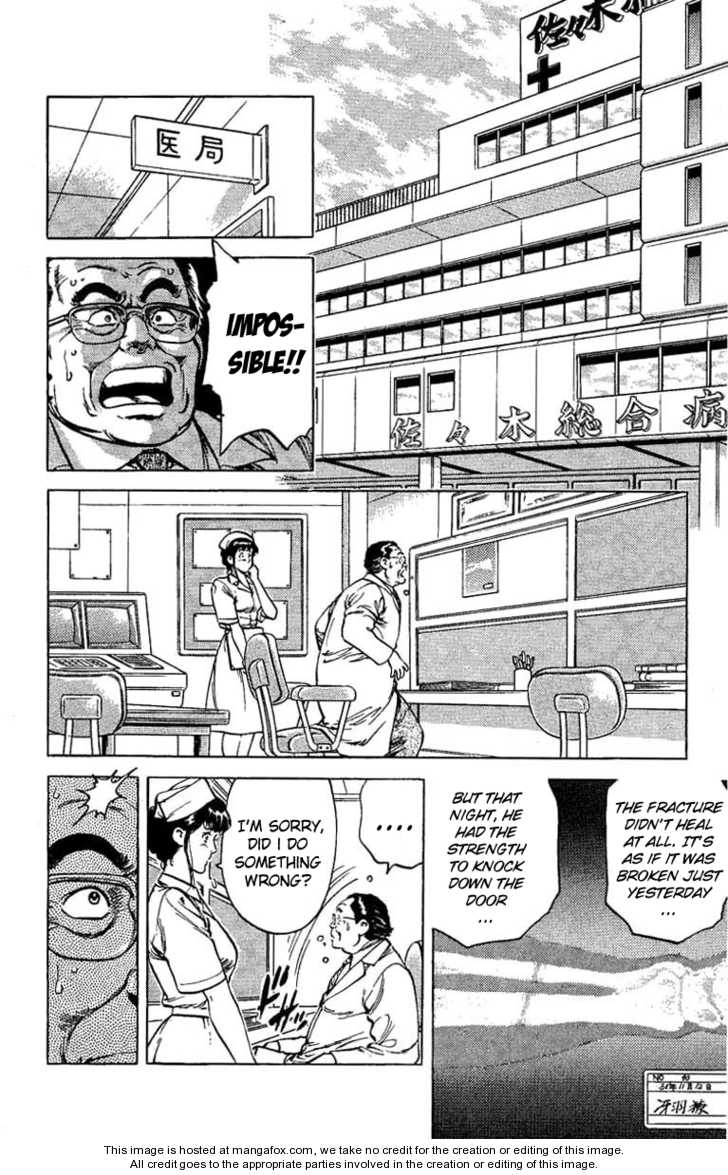 佐々木
佐々木総合病
医局
IMPOS-
SIBLE!!
THE FRACTURE
DIDN'T HEAL
AT ALL. IT'S
AS IF IT WAS
BROKEN JUST
YESTERDAY
...
BUT THAT
NIGHT, HE
HAD THE
STRENGTH
TO KNOCK
DOWN THE
DOOR
...
NO
冴羽獠
....
I'M SORRY,
DID I DO
SOMETHING
WRONG?
This image is hosted at mangafox.com, we take no credit for the creation or editing of this image.
All credit goes to the appropriate parties involved in the creation or editing of this image.